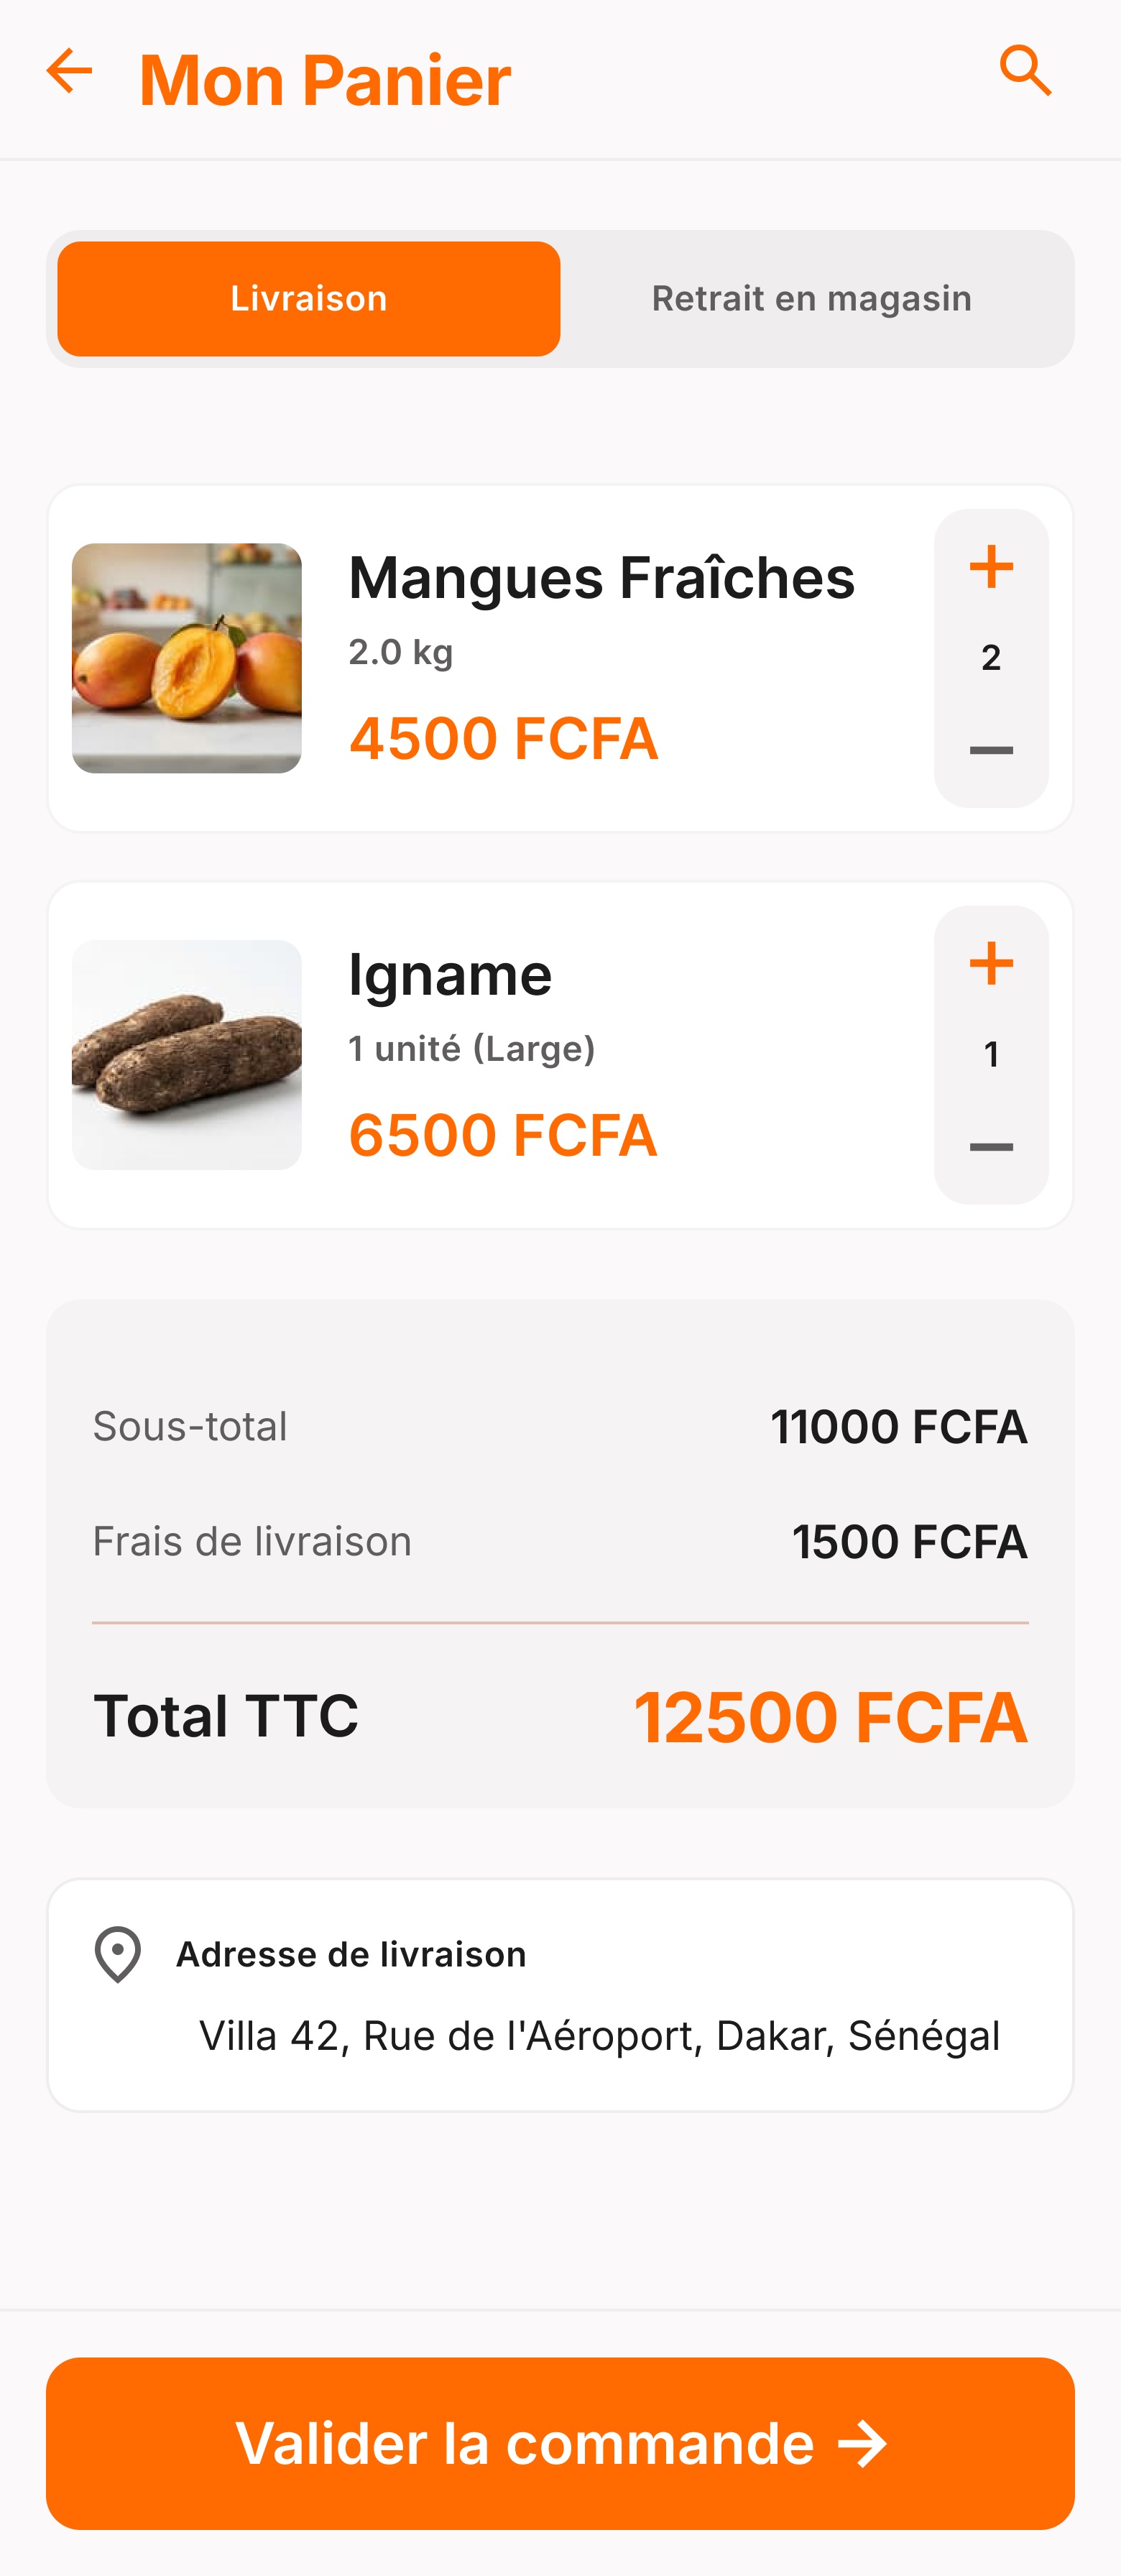 Mon Panier
Livraison
Retrait en magasin
Mangues Fraîches
2.0 kg
4500 FCFA
2
Igname
1 unité (Large)
6500 FCFA
1
Sous-total 11000 FCFA
Frais de livraison 1500 FCFA
Total TTC 12500 FCFA
Adresse de livraison
Villa 42, Rue de l'Aéroport, Dakar, Sénégal
Valider la commande →